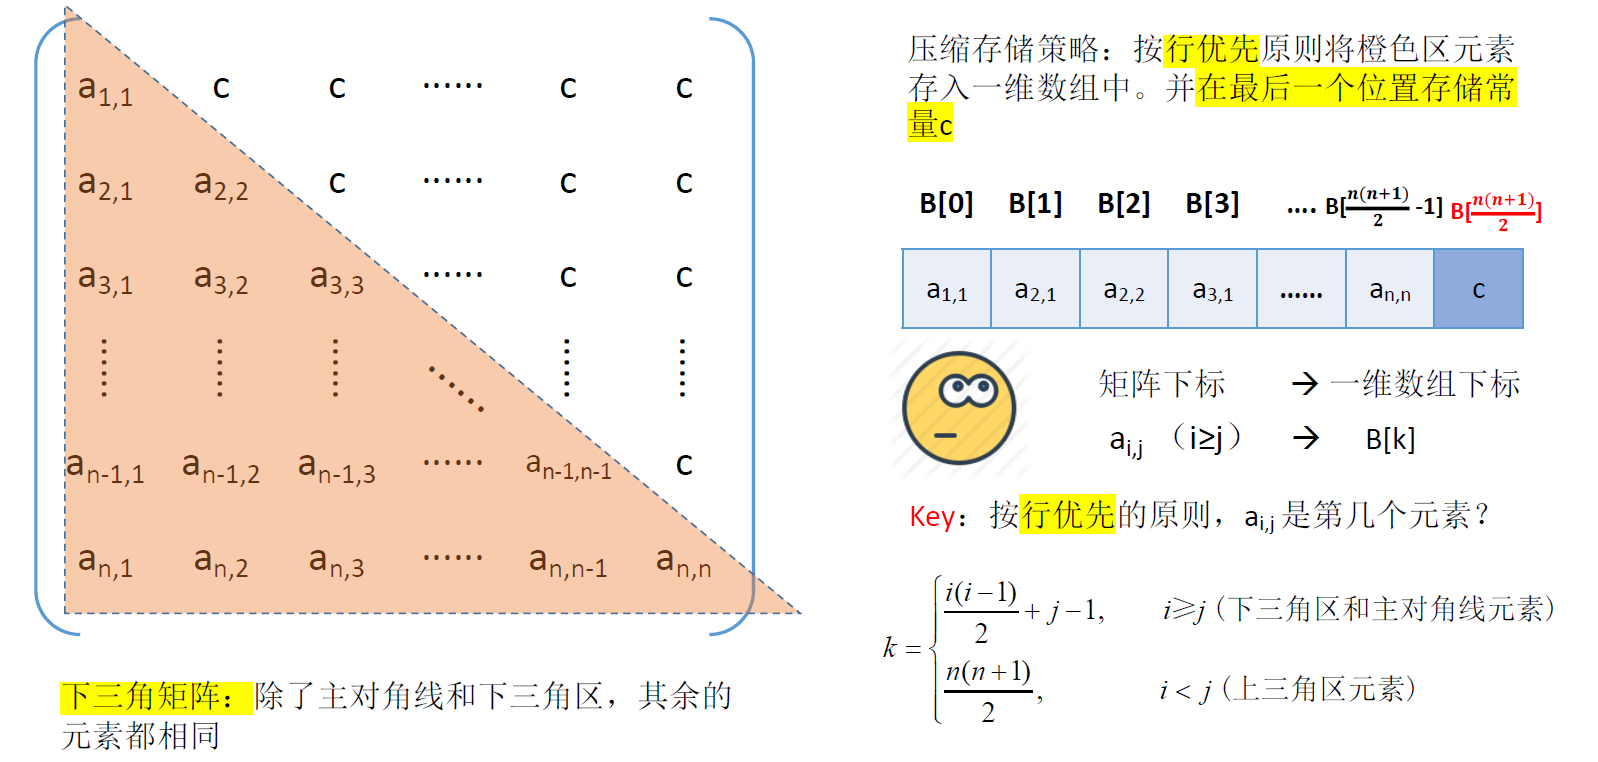 a1,1 c c …… c c
a2,1 a2,2 c …… c c
a3,1 a3,2 a3,3 …… c c
an-1,1 an-1,2 an-1,3 …… an-1,n-1 c
an,1 an,2 an,3 …… an,n-1 an,n
下三角矩阵：除了主对角线和下三角区，其余的
元素都相同
压缩存储策略：按行优先原则将橙色区元素
存入一维数组中。并在最后一个位置存储常
量c
B[0] B[1] B[2] B[3] …. B[n(n+1)/2 -1] B[n(n+1)/2]
a1,1 a2,1 a2,2 a3,1 …… an,n c
矩阵下标 → 一维数组下标
ai,j （i≥j） → B[k]
Key：按行优先的原则，ai,j 是第几个元素？
k = { i(i−1)/2 + j−1, i≥j (下三角区和主对角线元素)
n(n+1)/2, i < j (上三角区元素)